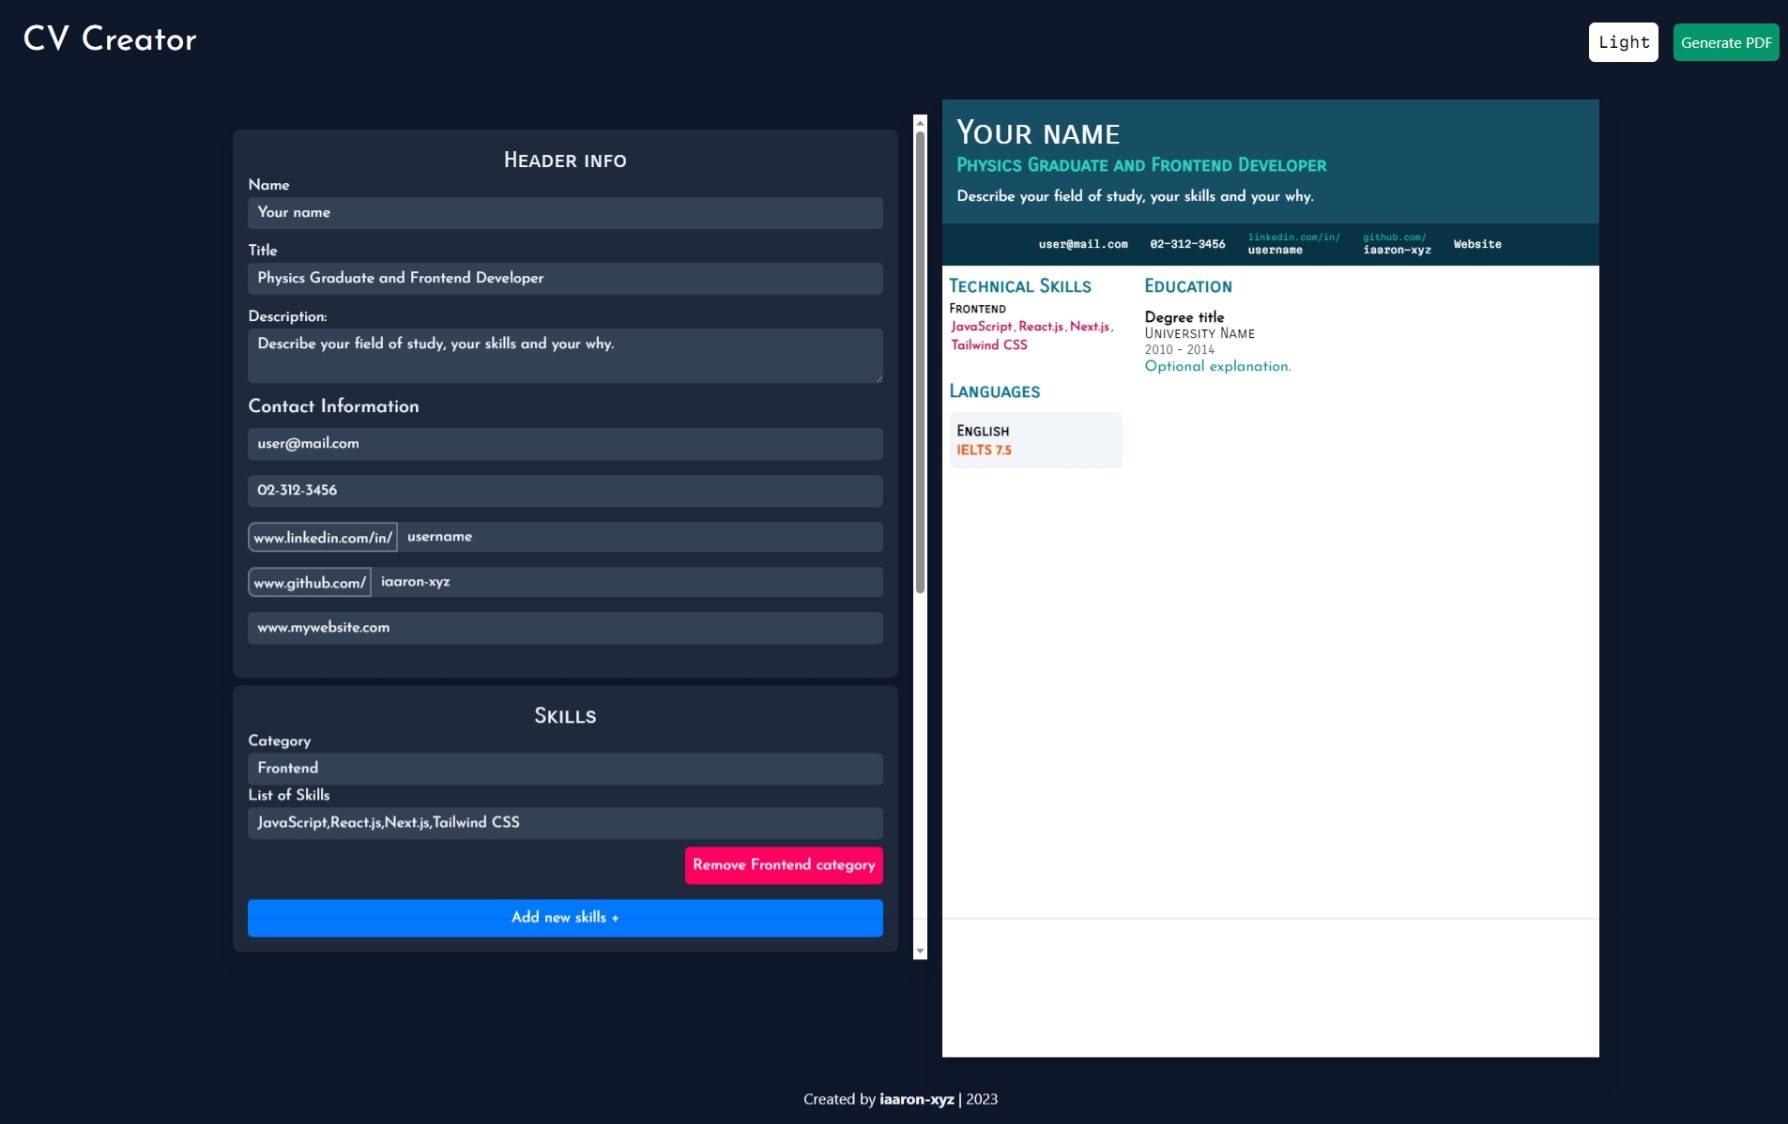 CV Creator
Light
Generate PDF
Header info
Name
Your name
Title
Physics Graduate and Frontend Developer
Description:
Describe your field of study, your skills and your why.
Contact Information
user@mail.com
02-312-3456
www.linkedin.com/in/ username
www.github.com/ iaaron-xyz
www.mywebsite.com
Skills
Category
Frontend
List of Skills
JavaScript,React.js,Next.js,Tailwind CSS
Remove Frontend category
Add new skills +
Your name
Physics Graduate and Frontend Developer
Describe your field of study, your skills and your why.
user@mail.com
02-312-3456
linkedin.com/in/
username
github.com/
iaaron-xyz
Website
Technical Skills
Frontend
JavaScript, React.js, Next.js,
Tailwind CSS
Languages
English
IELTS 7.5
Education
Degree title
University Name
2010 - 2014
Optional explanation.
Created by iaaron-xyz | 2023